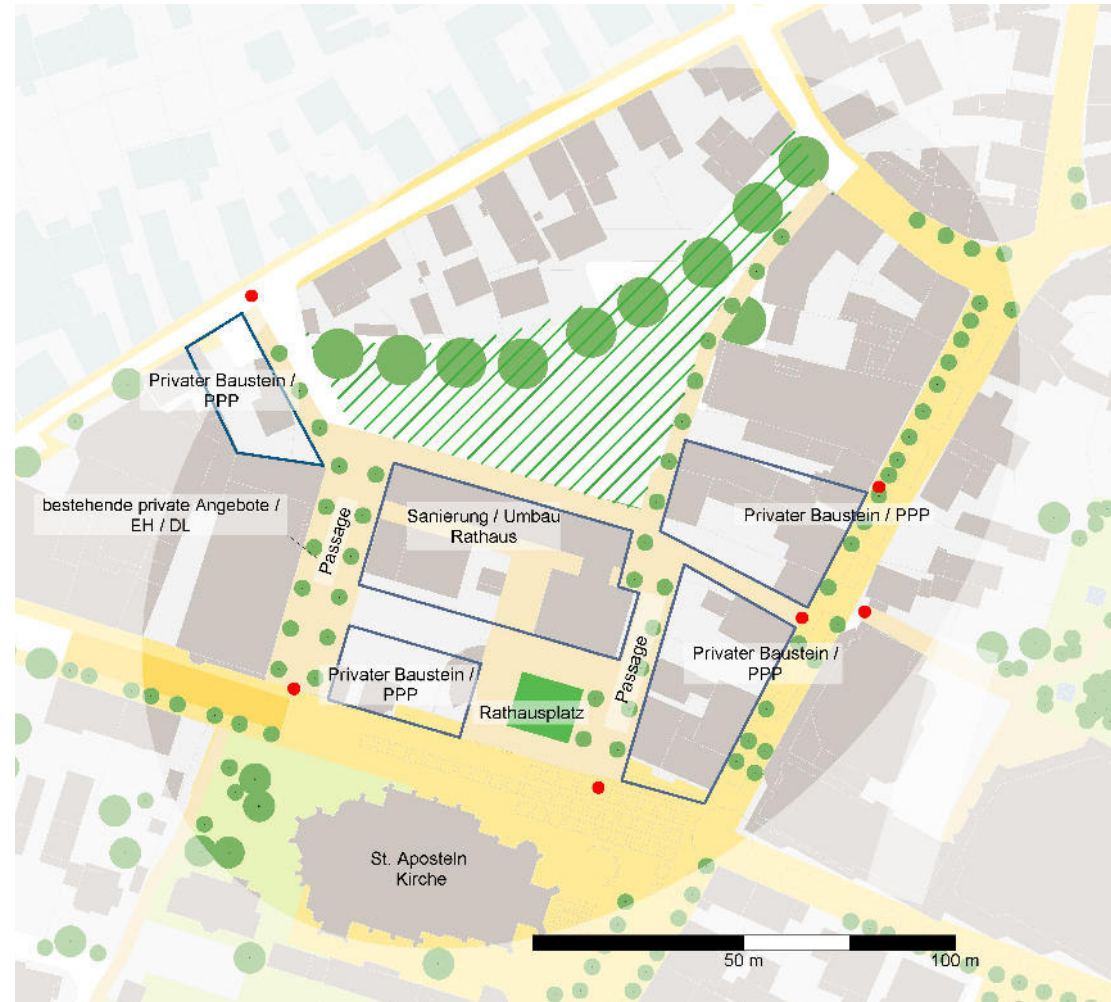 Privater Baustein /
PPP
bestehende private Angebote /
EH / DL
Passage
Sanierung / Umbau
Rathaus
Privater Baustein / PPP
Privater Baustein /
PPP
Passage
Privater Baustein /
PPP
Rathausplatz
St. Aposteln
Kirche
50 m
100 m